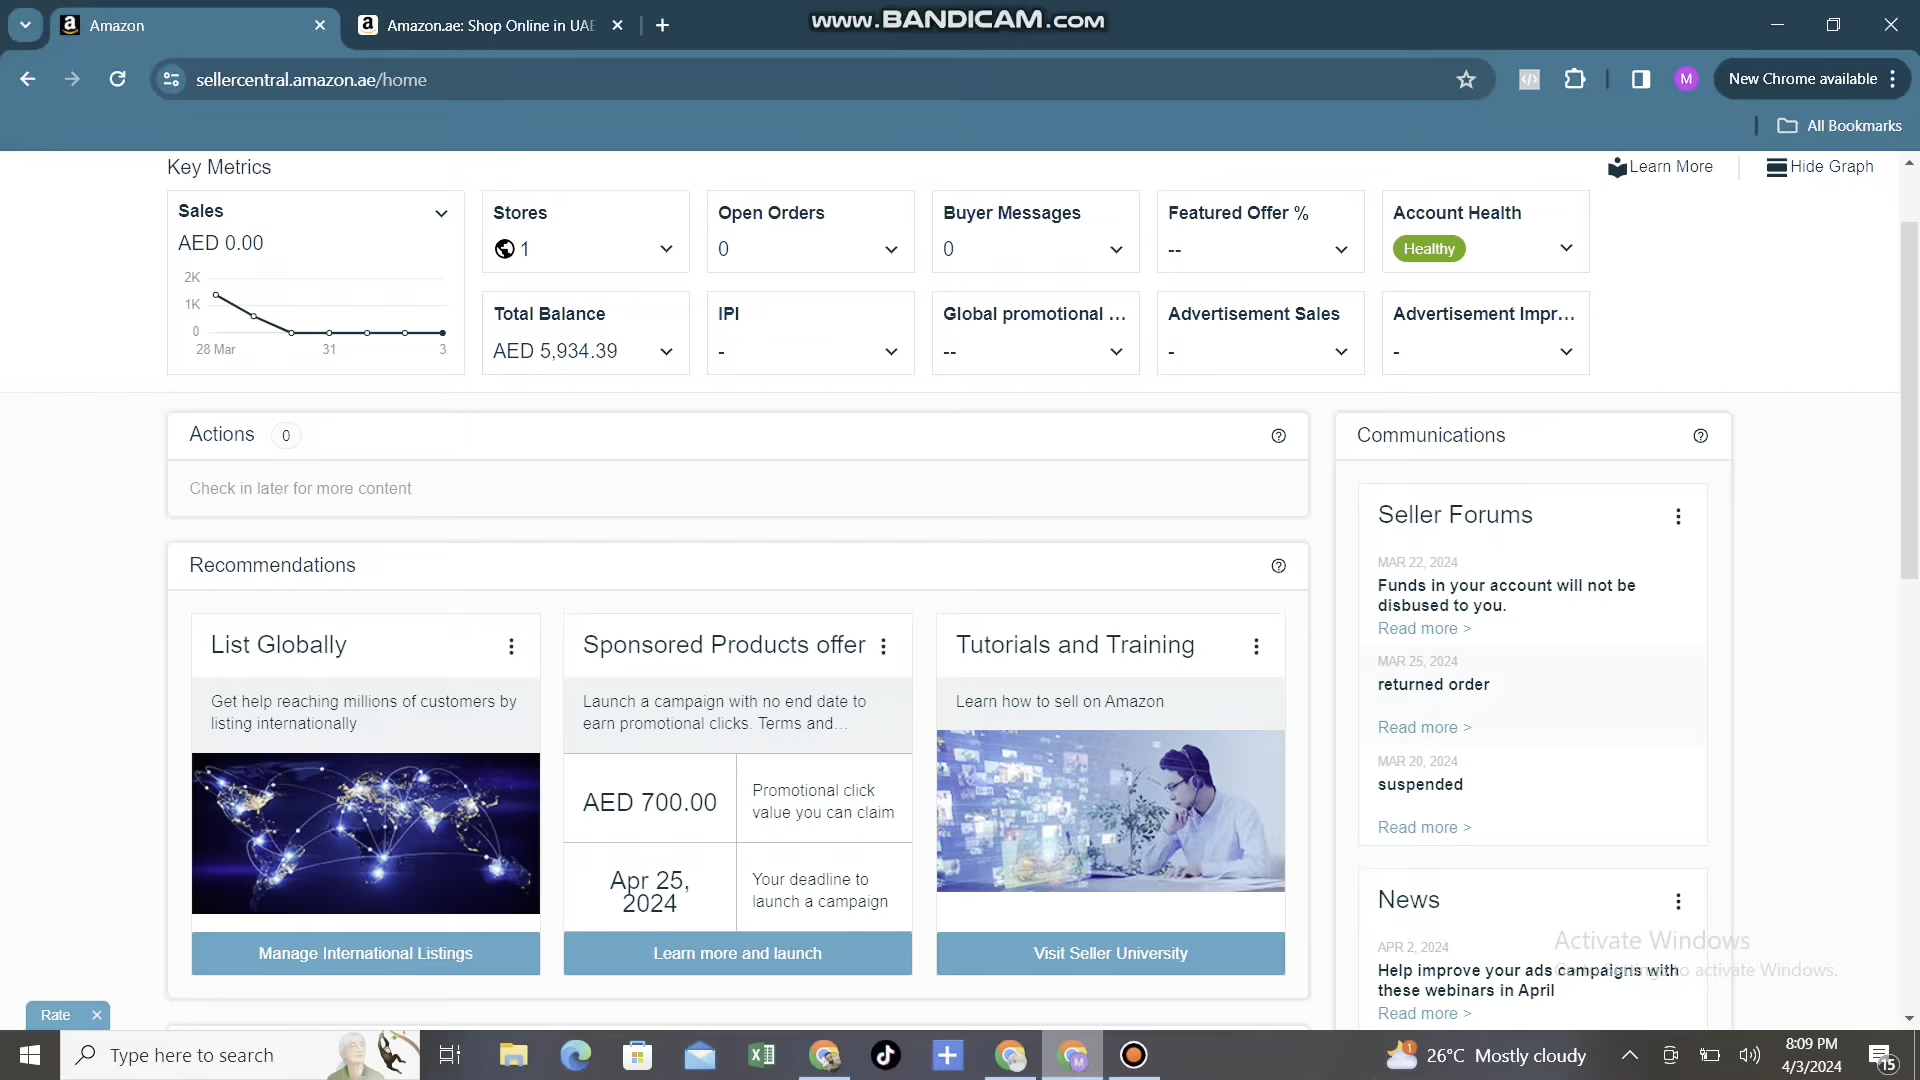 Amazon
Amazon.ae: Shop Online in UAE
www.BANDICAM.com
sellercentral.amazon.ae/home
M
New Chrome available
All Bookmarks
Key Metrics
Learn More
Hide Graph
Sales
AED 0.00
2K
1K
0
28 Mar
31
3
Stores
1
Open Orders
0
Buyer Messages
0
Featured Offer %
--
Account Health
Healthy
Total Balance
AED 5,934.39
IPI
-
Global promotional ...
--
Advertisement Sales
-
Advertisement Impr...
-
Actions
0
Check in later for more content
Recommendations
List Globally
Get help reaching millions of customers by
listing internationally
Manage International Listings
Sponsored Products offer
Launch a campaign with no end date to
earn promotional clicks. Terms and...
AED 700.00
Promotional click
value you can claim
Apr 25,
2024
Your deadline to
launch a campaign
Learn more and launch
Tutorials and Training
Learn how to sell on Amazon
Visit Seller University
Communications
Seller Forums
MAR 22, 2024
Funds in your account will not be
disbused to you.
Read more >
MAR 25, 2024
returned order
Read more >
MAR 20, 2024
suspended
Read more >
News
APR 2, 2024
Help improve your ads campaigns with
these webinars in April
Read more >
Activate Windows
Go to Settings to activate Windows.
Rate
Type here to search
26°C Mostly cloudy
8:09 PM
4/3/2024
15